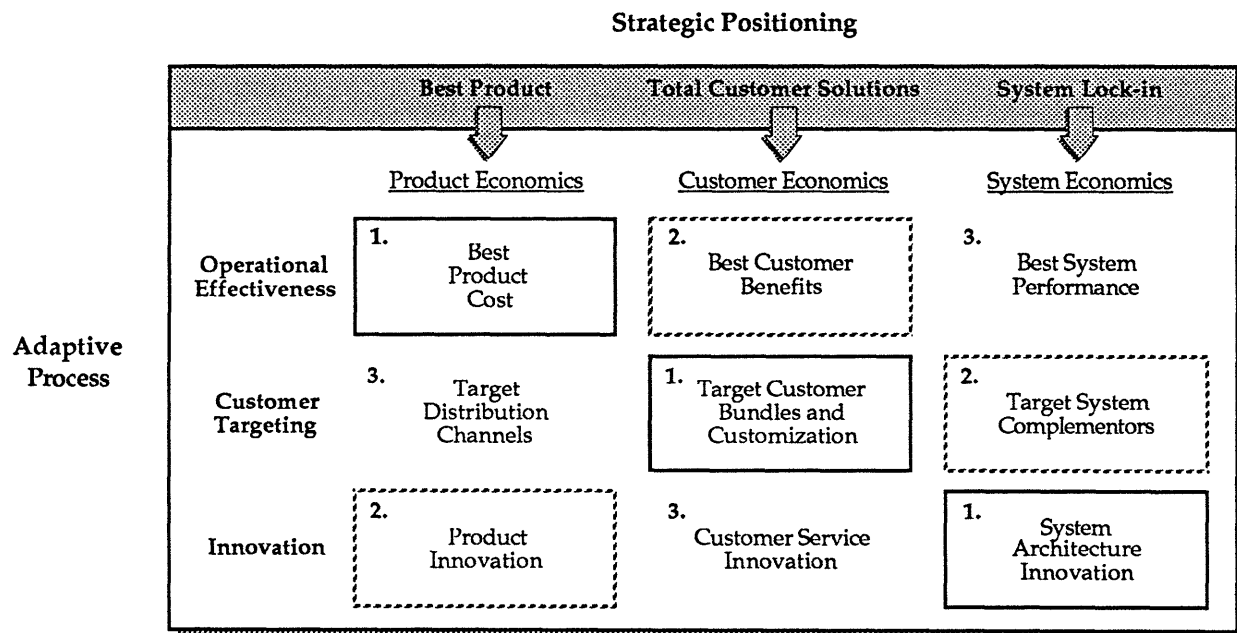 Strategic Positioning
Best Product
Total Customer Solutions
System Lock-in
Product Economics
Customer Economics
System Economics
Adaptive
Process
Operational
Effectiveness
1.
Best
Product
Cost
2.
Best Customer
Benefits
3.
Best System
Performance
Customer
Targeting
3.
Target
Distribution
Channels
1.
Target Customer
Bundles and
Customization
2.
Target System
Complementors
Innovation
2.
Product
Innovation
3.
Customer Service
Innovation
1.
System
Architecture
Innovation